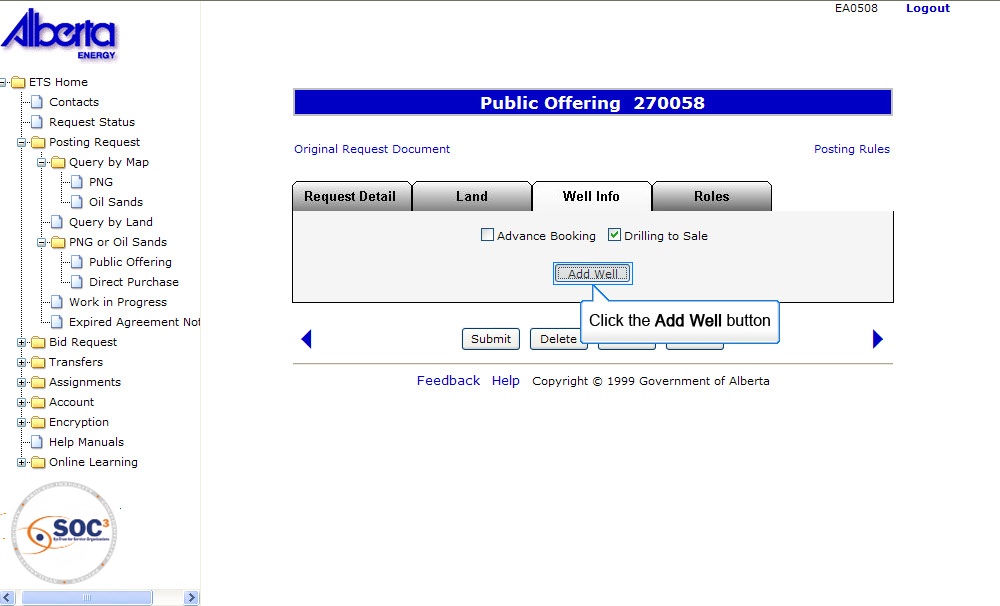 EA0508 Logout
Alberta
ENERGY
ETS Home
Contacts
Request Status
Posting Request
Query by Map
PNG
Oil Sands
Query by Land
PNG or Oil Sands
Public Offering
Direct Purchase
Work in Progress
Expired Agreement Not
Bid Request
Transfers
Assignments
Account
Encryption
Help Manuals
Online Learning
SOC3
Public Offering 270058
Original Request Document Posting Rules
Request Detail Land Well Info Roles
Advance Booking Drilling to Sale
Add Well
Click the Add Well button
Submit Delete
Feedback Help Copyright © 1999 Government of Alberta